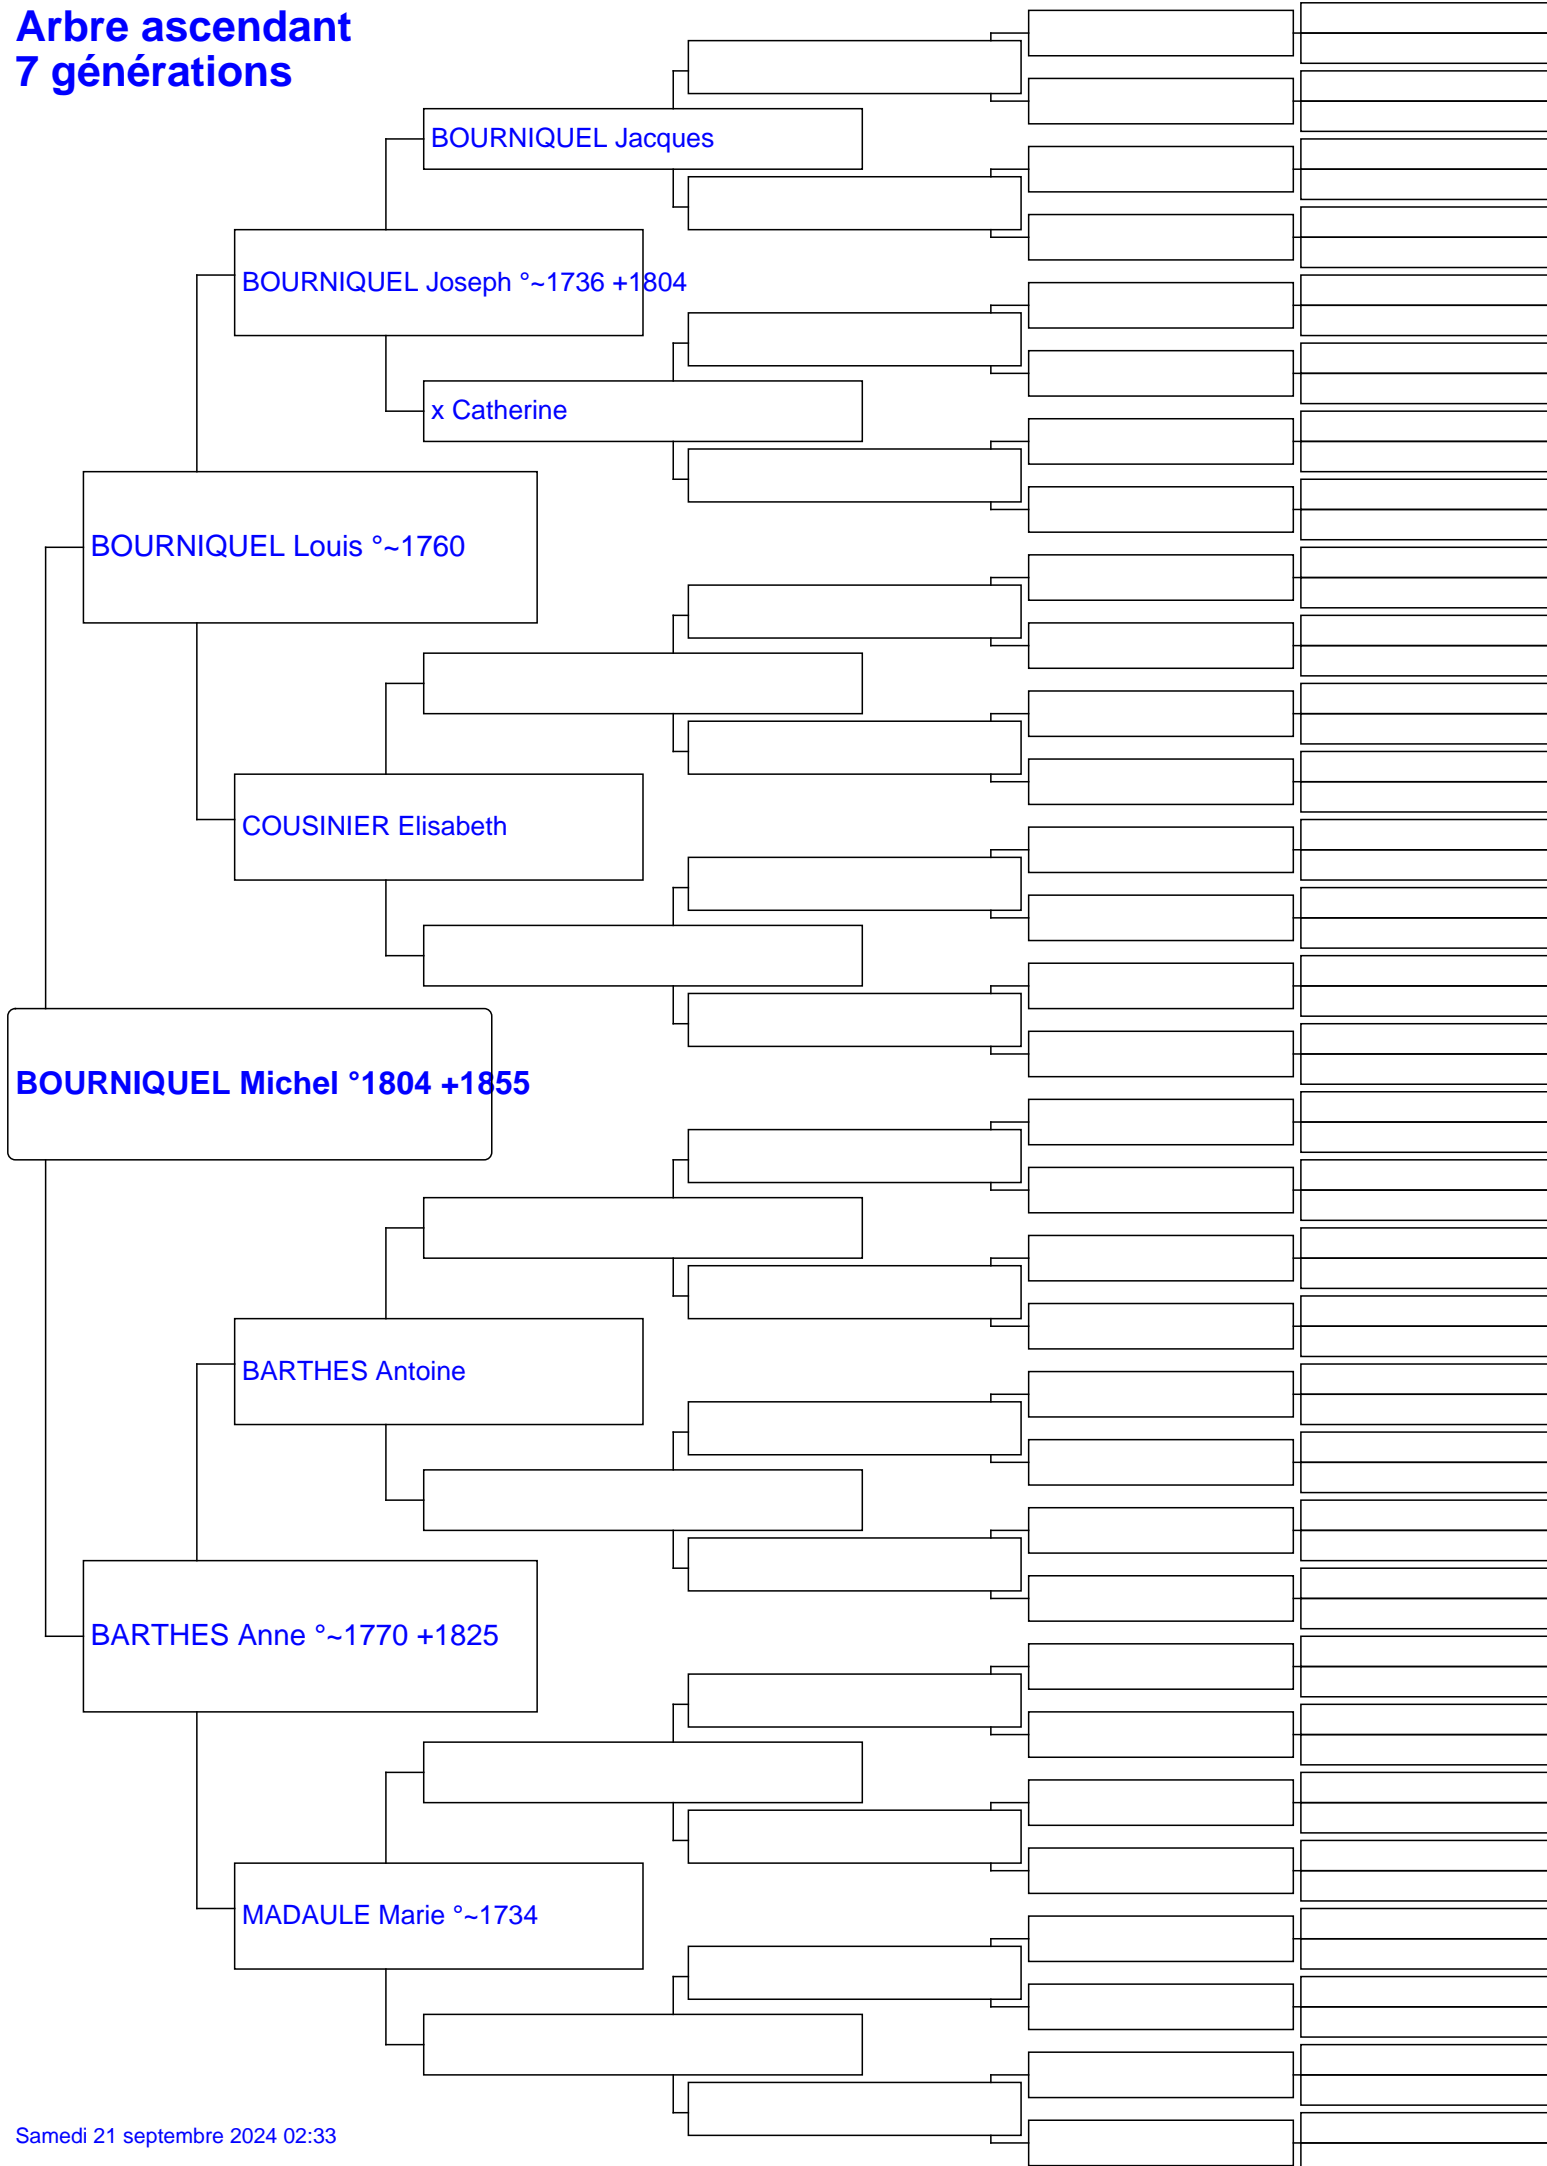 Arbre ascendant
7 générations
BOURNIQUEL Jacques
BOURNIQUEL Joseph °~1736 +1804
x Catherine
BOURNIQUEL Louis °~1760
COUSINIER Elisabeth
BOURNIQUEL Michel °1804 +1855
BARTHES Antoine
BARTHES Anne °~1770 +1825
MADAULE Marie °~1734
Samedi 21 septembre 2024 02:33